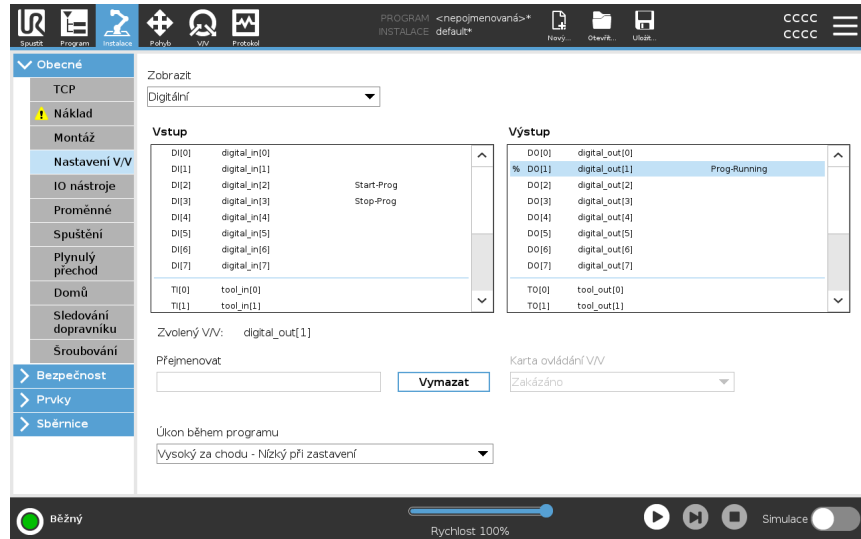 UR
Spustit Program Instalace Pohyb V/V Protokol
PROGRAM <nepojmenovaná>*
INSTALACE default*
Nový... Otevřít... Uložit...
CCCC
CCCC
Obecné
TCP
Náklad
Montáž
Nastavení V/V
IO nástroje
Proměnné
Spuštění
Plynulý
přechod
Domů
Sledování
dopravníku
Šroubování
Bezpečnost
Prvky
Sběrnice
Zobrazit
Digitální
Vstup
DI[0] digital_in[0]
DI[1] digital_in[1]
DI[2] digital_in[2] Start-Prog
DI[3] digital_in[3] Stop-Prog
DI[4] digital_in[4]
DI[5] digital_in[5]
DI[6] digital_in[6]
DI[7] digital_in[7]
TI[0] tool_in[0]
TI[1] tool_in[1]
Výstup
DO[0] digital_out[0]
% DO[1] digital_out[1] Prog-Running
DO[2] digital_out[2]
DO[3] digital_out[3]
DO[4] digital_out[4]
DO[5] digital_out[5]
DO[6] digital_out[6]
DO[7] digital_out[7]
TO[0] tool_out[0]
TO[1] tool_out[1]
Zvolený V/V: digital_out[1]
Přejmenovat
Vymazat
Karta ovládání V/V
Zakázáno
Úkon během programu
Vysoký za chodu - Nízký při zastavení
Běžný
Rychlost 100%
Simulace